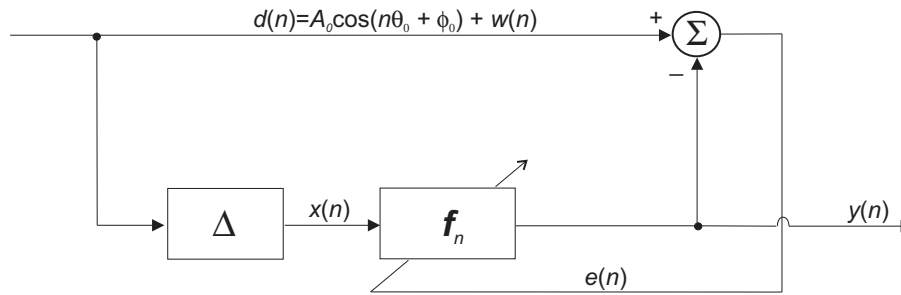 d(n)=A₀cos(nθ₀ + ϕ₀) + w(n)
+
Σ
−
Δ
x(n)
fₙ
y(n)
e(n)